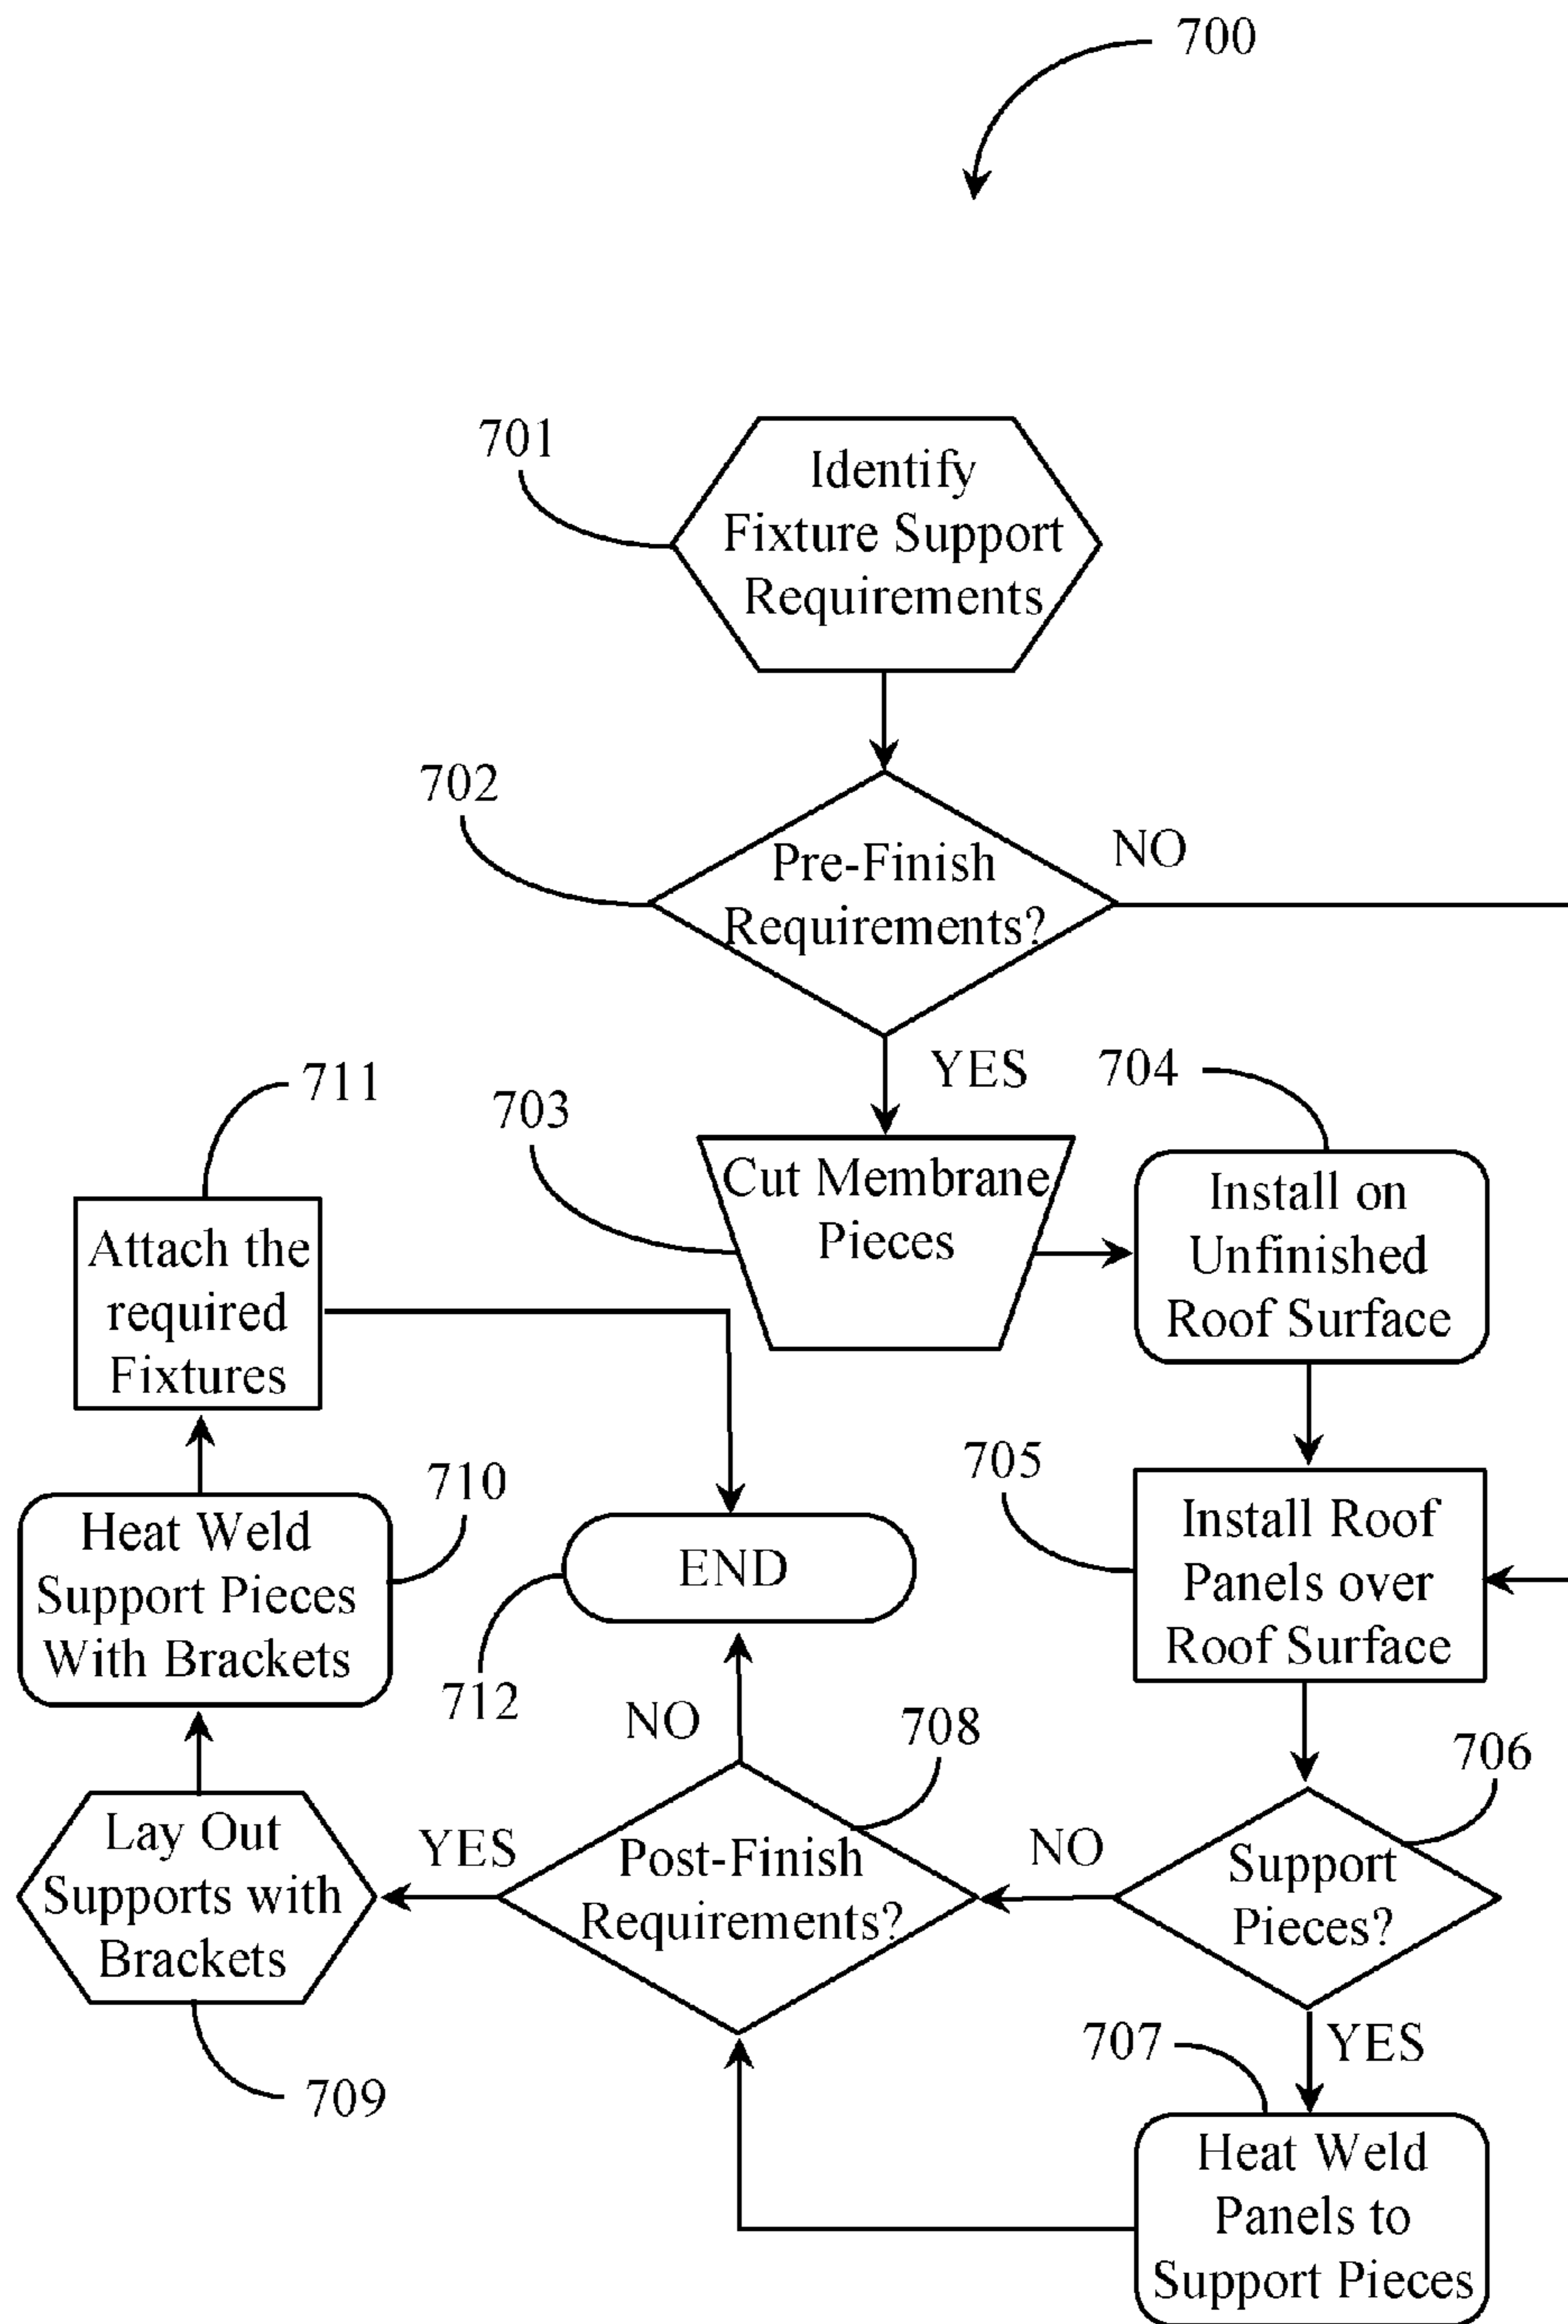 700
701
Identify
Fixture Support
Requirements
702
Pre-Finish
Requirements?
NO
YES
703
Cut Membrane
Pieces
704
Install on
Unfinished
Roof Surface
705
Install Roof
Panels over
Roof Surface
706
Support
Pieces?
NO
YES
707
Heat Weld
Panels to
Support Pieces
708
Post-Finish
Requirements?
NO
YES
709
Lay Out
Supports with
Brackets
710
Heat Weld
Support Pieces
With Brackets
711
Attach the
required
Fixtures
712
END